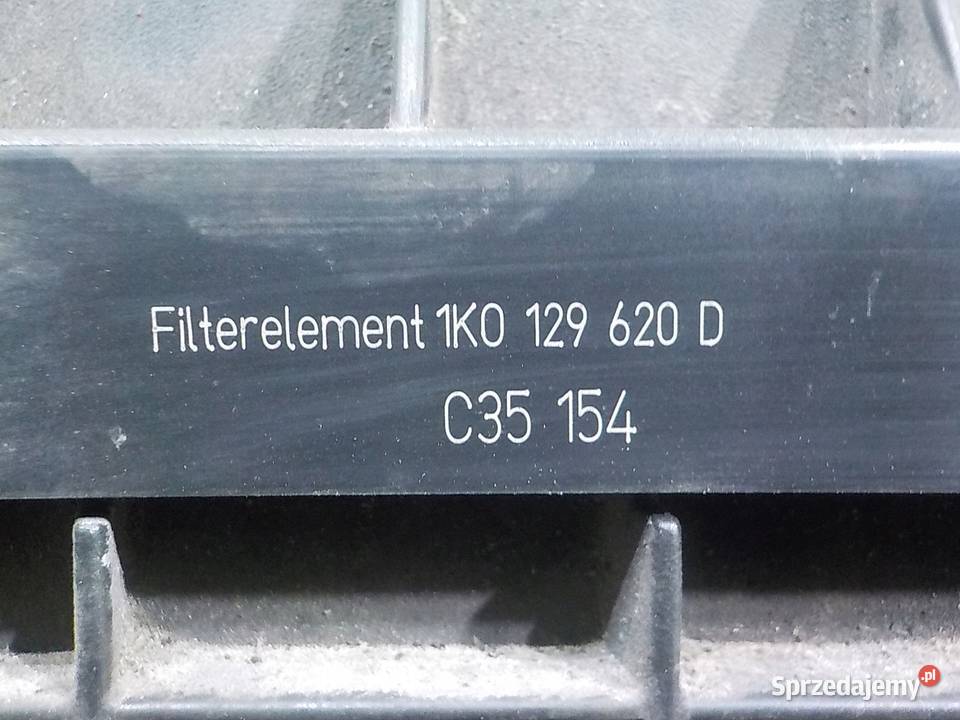 Filterelement 1K0 129 620 D
C35 154
Sprzedajemy.pl